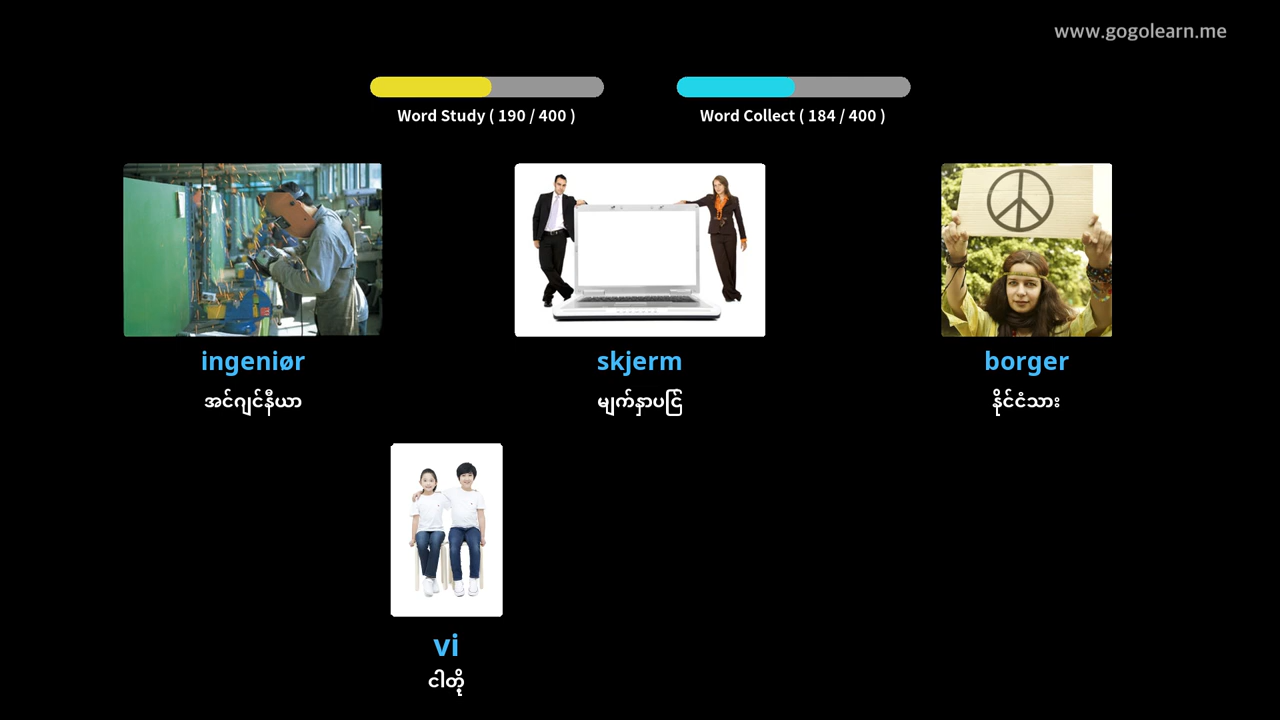 www.gogolearn.me
Word Study ( 190 / 400 )
Word Collect ( 184 / 400 )
ingeniør
skjerm
borger
အင်ဂျင်နီယာ
မျက်နှာပြင်
နိုင်ငံသား
vi
ငါတို့